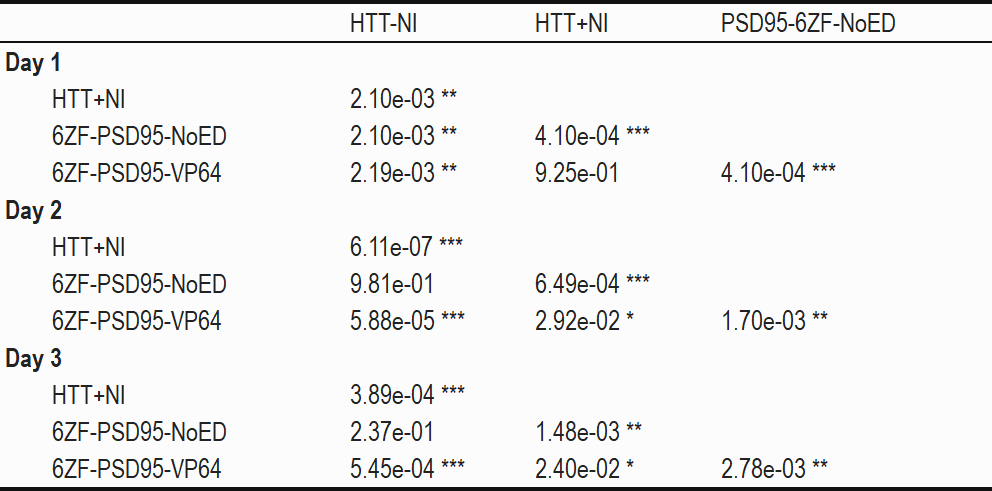 HTT-NI HTT+NI PSD95-6ZF-NoED
Day 1
HTT+NI 2.10e-03 **
6ZF-PSD95-NoED 2.10e-03 ** 4.10e-04 ***
6ZF-PSD95-VP64 2.19e-03 ** 9.25e-01 4.10e-04 ***
Day 2
HTT+NI 6.11e-07 ***
6ZF-PSD95-NoED 9.81e-01 6.49e-04 ***
6ZF-PSD95-VP64 5.88e-05 *** 2.92e-02 * 1.70e-03 **
Day 3
HTT+NI 3.89e-04 ***
6ZF-PSD95-NoED 2.37e-01 1.48e-03 **
6ZF-PSD95-VP64 5.45e-04 *** 2.40e-02 * 2.78e-03 **